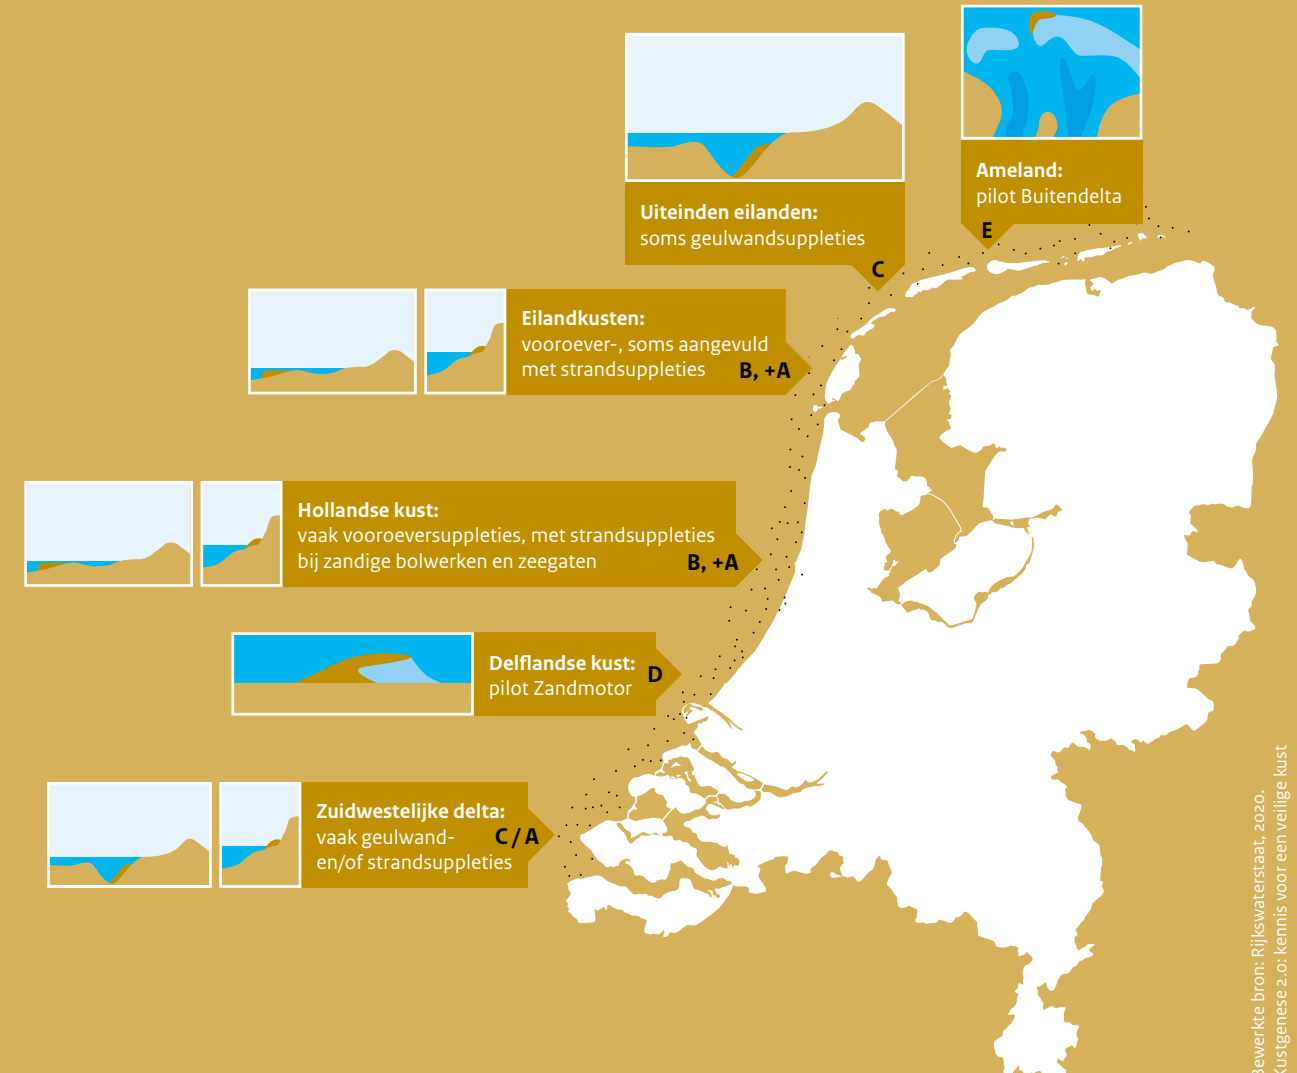 Ameland:
pilot Buitendelta
E
Uiteinden eilanden:
soms geulwandsuppleties
C
Eilandkusten:
vooroever-, soms aangevuld
met strandsuppleties
B, +A
Hollandse kust:
vaak vooroeversuppleties, met strandsuppleties
bij zandige bolwerken en zeegaten
B, +A
Delflandse kust:
pilot Zandmotor
D
Zuidwestelijke delta:
vaak geulwand-
en/of strandsuppleties
C / A
Bewerkte bron: Rijkswaterstaat, 2020.
Kustgenese 2.0: kennis voor een veilige kust